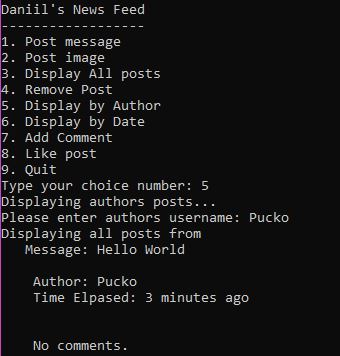 Daniil's News Feed
------------------
1. Post message
2. Post image
3. Display All posts
4. Remove Post
5. Display by Author
6. Display by Date
7. Add Comment
8. Like post
9. Quit
Type your choice number: 5
Displaying authors posts...
Please enter authors username: Pucko
Displaying all posts from
Message: Hello World
Author: Pucko
Time Elpased: 3 minutes ago
No comments.